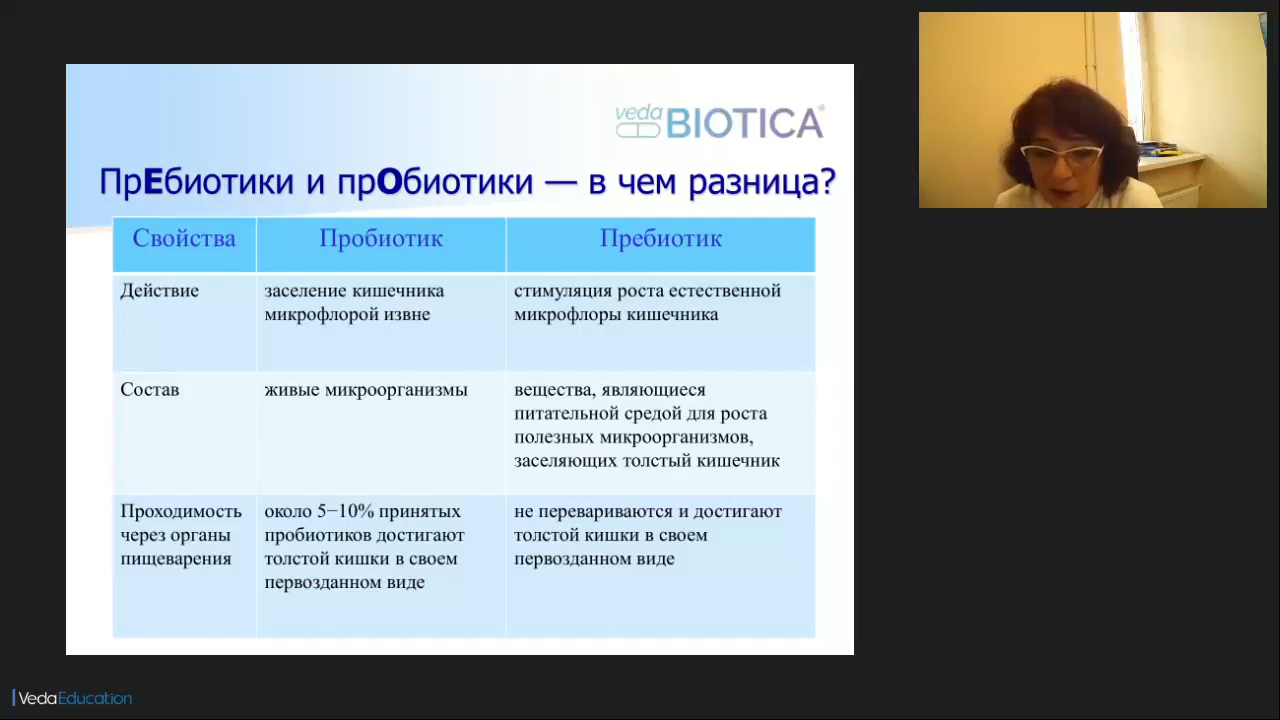 veda BIOTICA®
ПрЕбиотики и прОбиотики — в чем разница?
Свойства
Пробиотик
Пребиотик
Действие
заселение кишечника
микрофлорой извне
стимуляция роста естественной
микрофлоры кишечника
Состав
живые микроорганизмы
вещества, являющиеся
питательной средой для роста
полезных микроорганизмов,
заселяющих толстый кишечник
Проходимость
через органы
пищеварения
около 5–10% принятых
пробиотиков достигают
толстой кишки в своем
первозданном виде
не перевариваются и достигают
толстой кишки в своем
первозданном виде
VedaEducation